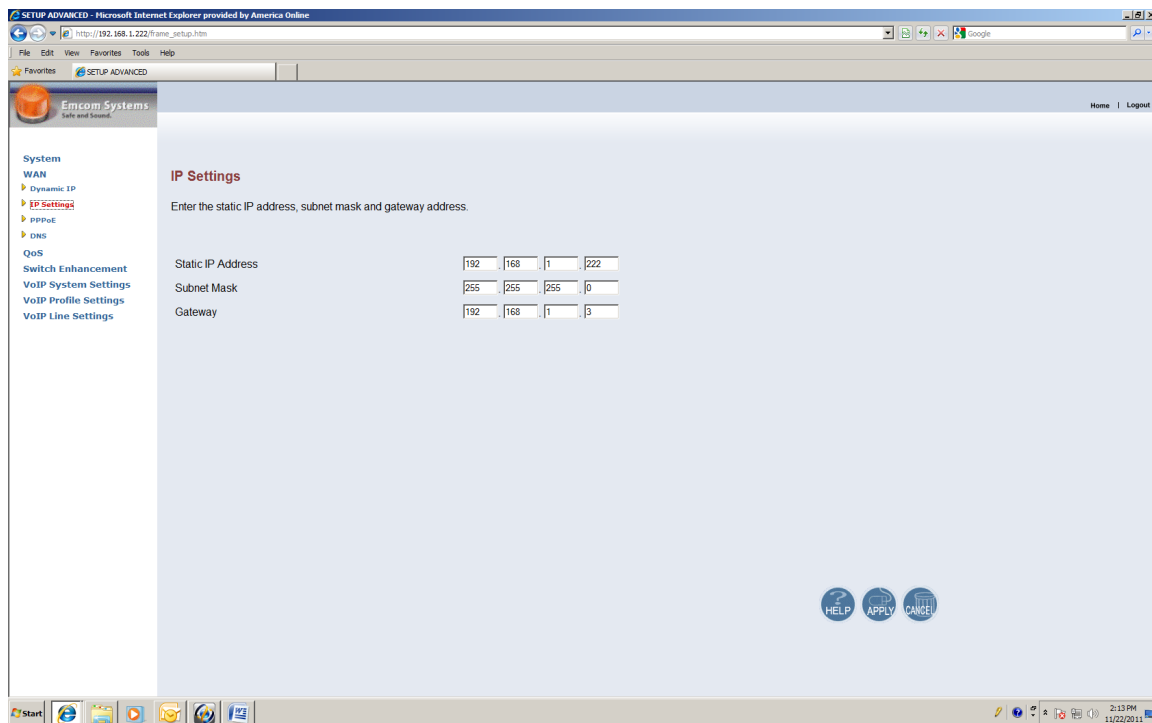 SETUP ADVANCED - Microsoft Internet Explorer provided by America Online
http://192.168.1.222/frame_setup.htm
Google
File Edit View Favorites Tools Help
Favorites
SETUP ADVANCED
Emcom Systems
Safe and Sound.
Home | Logout
System
WAN
Dynamic IP
IP Settings
PPPoE
DNS
QoS
Switch Enhancement
VoIP System Settings
VoIP Profile Settings
VoIP Line Settings
IP Settings
Enter the static IP address, subnet mask and gateway address.
Static IP Address 192 . 168 . 1 . 222
Subnet Mask 255 . 255 . 255 . 0
Gateway 192 . 168 . 1 . 3
HELP APPLY CANCEL
Start
2:13 PM
11/22/2011